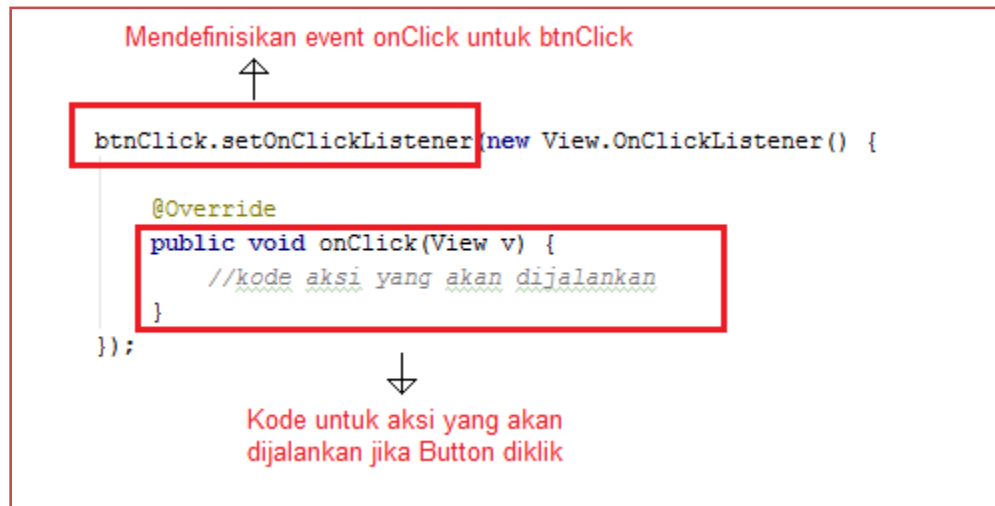 Mendefinisikan event onClick untuk btnClick
btnClick.setOnClickListener(new View.OnClickListener() {
@Override
public void onClick(View v) {
//kode aksi yang akan dijalankan
}
});
Kode untuk aksi yang akan
dijalankan jika Button diklik